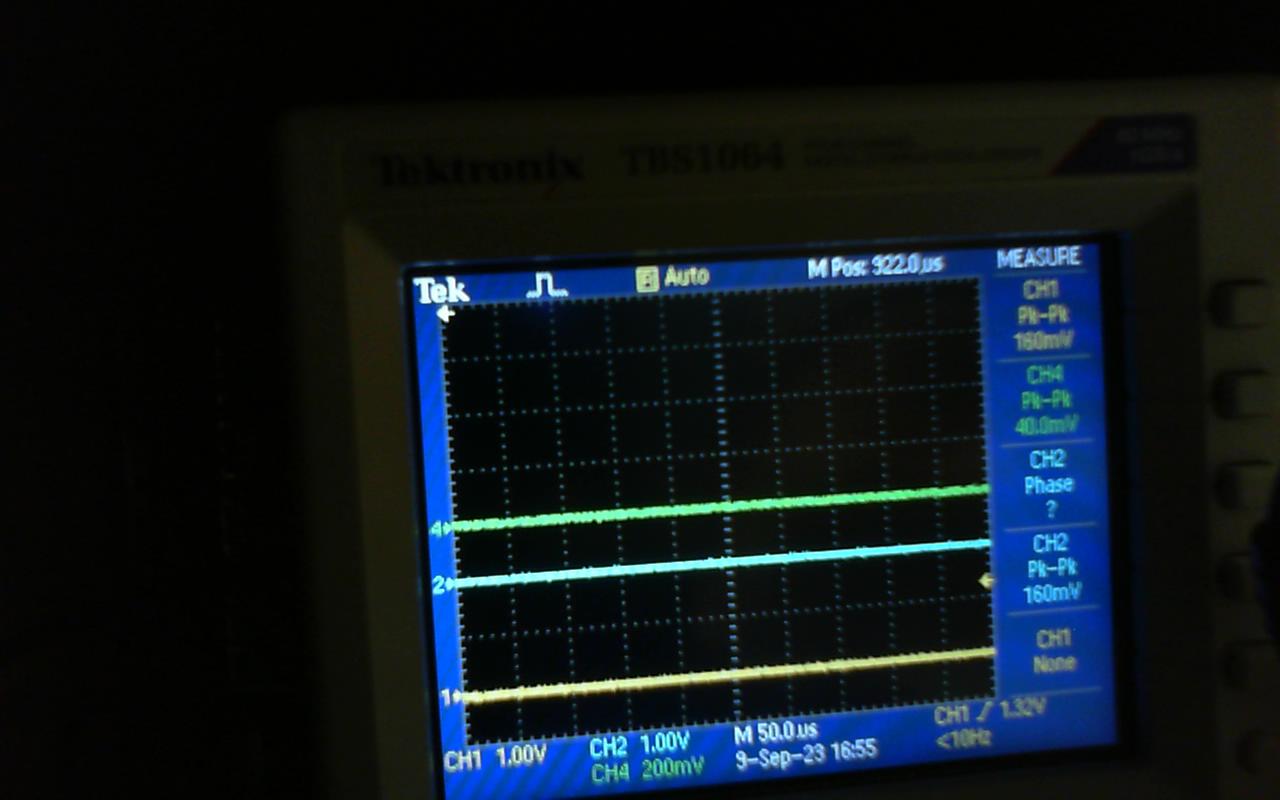 Tektronix TBS1064
Tek Auto M Pos: 322.0us MEASURE
CH1
Pk-Pk
160mV
CH4
Pk-Pk
40.0mV
CH2
Phase
?
CH2
Pk-Pk
160mV
CH1
None
4
2
1
CH1 1.00V CH2 1.00V M 50.0us CH1 1.32V
CH4 200mV 9-Sep-23 16:55 <10Hz